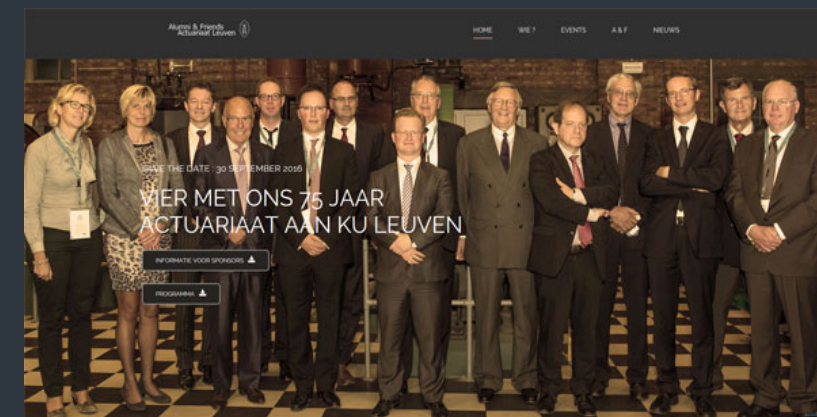 Alumni & Friends
Actuariaat Leuven
HOME WIE ? EVENTS A & F NIEUWS
SAVE THE DATE : 30 SEPTEMBER 2016
VIER MET ONS 75 JAAR
ACTUARIAAT AAN KU LEUVEN
INFORMATIE VOOR SPONSORS
PROGRAMMA